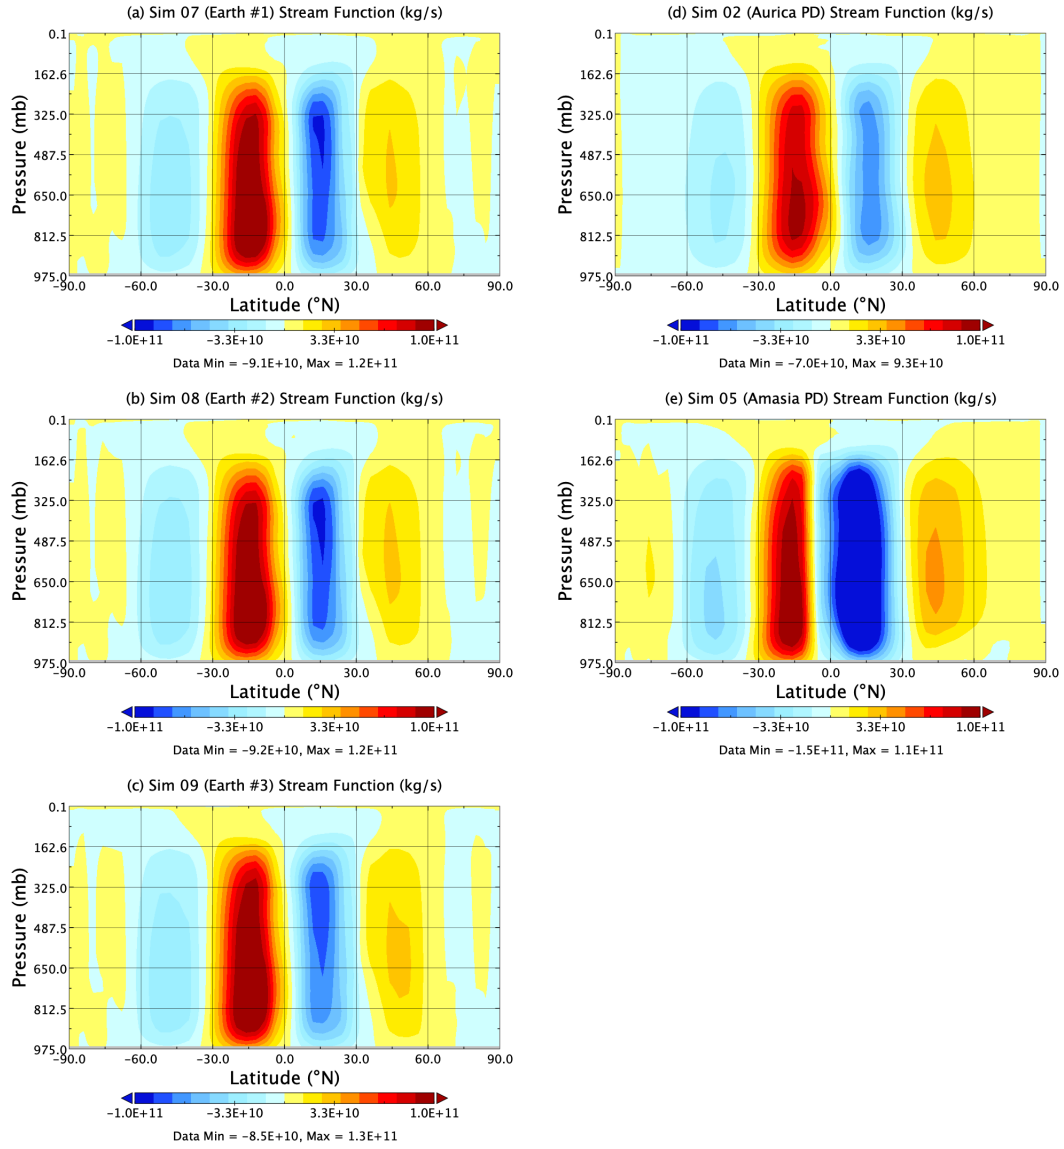 (a) Sim 07 (Earth #1) Stream Function (kg/s)
0.1
162.6
325.0
487.5
650.0
812.5
975.0
Pressure (mb)
−90.0 −60.0 −30.0 0.0 30.0 60.0 90.0
Latitude (°N)
−1.0E+11 −3.3E+10 3.3E+10 1.0E+11
Data Min = −9.1E+10, Max = 1.2E+11
(d) Sim 02 (Aurica PD) Stream Function (kg/s)
0.1
162.6
325.0
487.5
650.0
812.5
975.0
Pressure (mb)
−90.0 −60.0 −30.0 0.0 30.0 60.0 90.0
Latitude (°N)
−1.0E+11 −3.3E+10 3.3E+10 1.0E+11
Data Min = −7.0E+10, Max = 9.3E+10
(b) Sim 08 (Earth #2) Stream Function (kg/s)
0.1
162.6
325.0
487.5
650.0
812.5
975.0
Pressure (mb)
−90.0 −60.0 −30.0 0.0 30.0 60.0 90.0
Latitude (°N)
−1.0E+11 −3.3E+10 3.3E+10 1.0E+11
Data Min = −9.2E+10, Max = 1.2E+11
(e) Sim 05 (Amasia PD) Stream Function (kg/s)
0.1
162.6
325.0
487.5
650.0
812.5
975.0
Pressure (mb)
−90.0 −60.0 −30.0 0.0 30.0 60.0 90.0
Latitude (°N)
−1.0E+11 −3.3E+10 3.3E+10 1.0E+11
Data Min = −1.5E+11, Max = 1.1E+11
(c) Sim 09 (Earth #3) Stream Function (kg/s)
0.1
162.6
325.0
487.5
650.0
812.5
975.0
Pressure (mb)
−90.0 −60.0 −30.0 0.0 30.0 60.0 90.0
Latitude (°N)
−1.0E+11 −3.3E+10 3.3E+10 1.0E+11
Data Min = −8.5E+10, Max = 1.3E+11